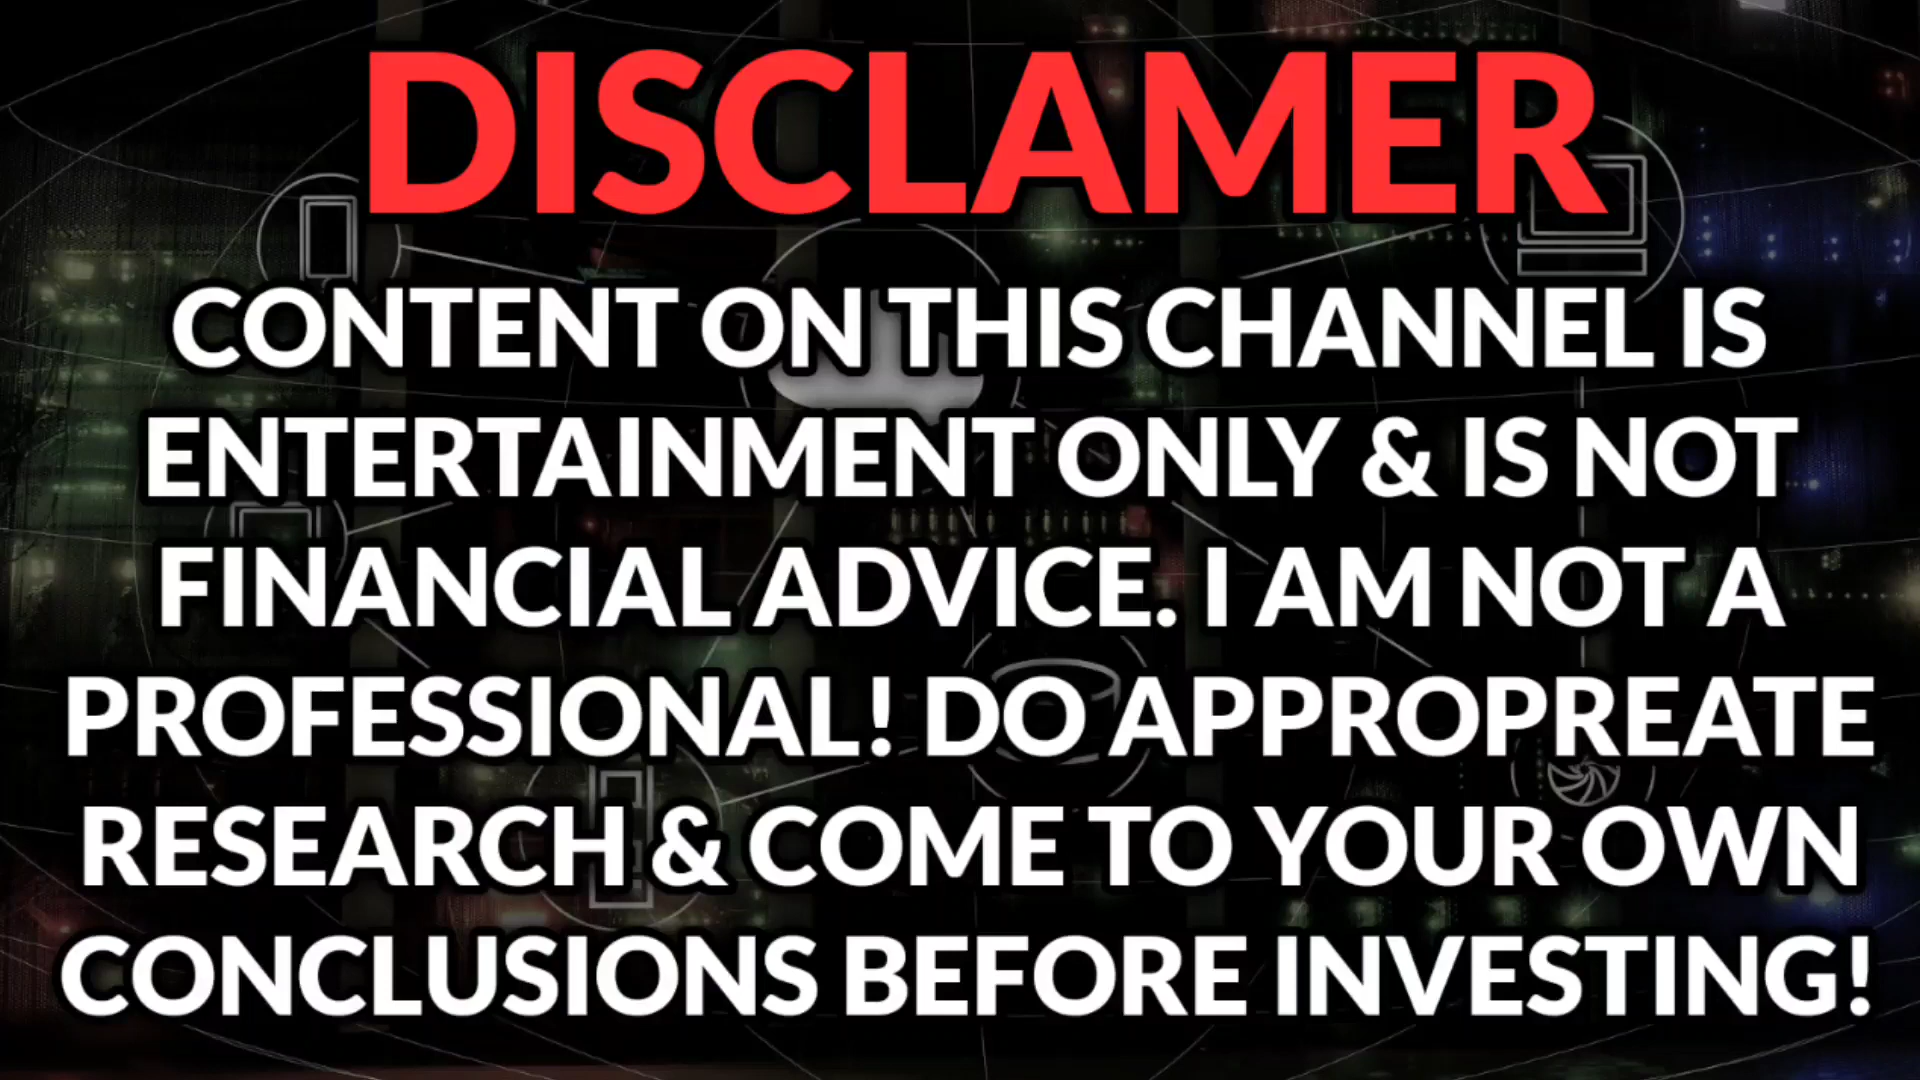 DISCLAMER
CONTENT ON THIS CHANNEL IS
ENTERTAINMENT ONLY & IS NOT
FINANCIAL ADVICE. I AM NOT A
PROFESSIONAL! DO APPROPREATE
RESEARCH & COME TO YOUR OWN
CONCLUSIONS BEFORE INVESTING!